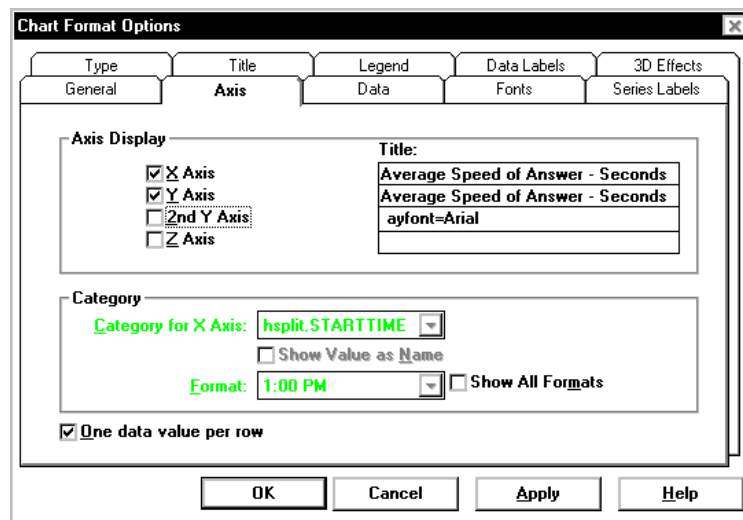 Chart Format Options
Type Title Legend Data Labels 3D Effects
General Axis Data Fonts Series Labels
Axis Display
Title:
X Axis Average Speed of Answer - Seconds
Y Axis Average Speed of Answer - Seconds
2nd Y Axis ayfont=Arial
Z Axis
Category
Category for X Axis: hsplit.STARTTIME
Show Value as Name
Format: 1:00 PM Show All Formats
One data value per row
OK Cancel Apply Help